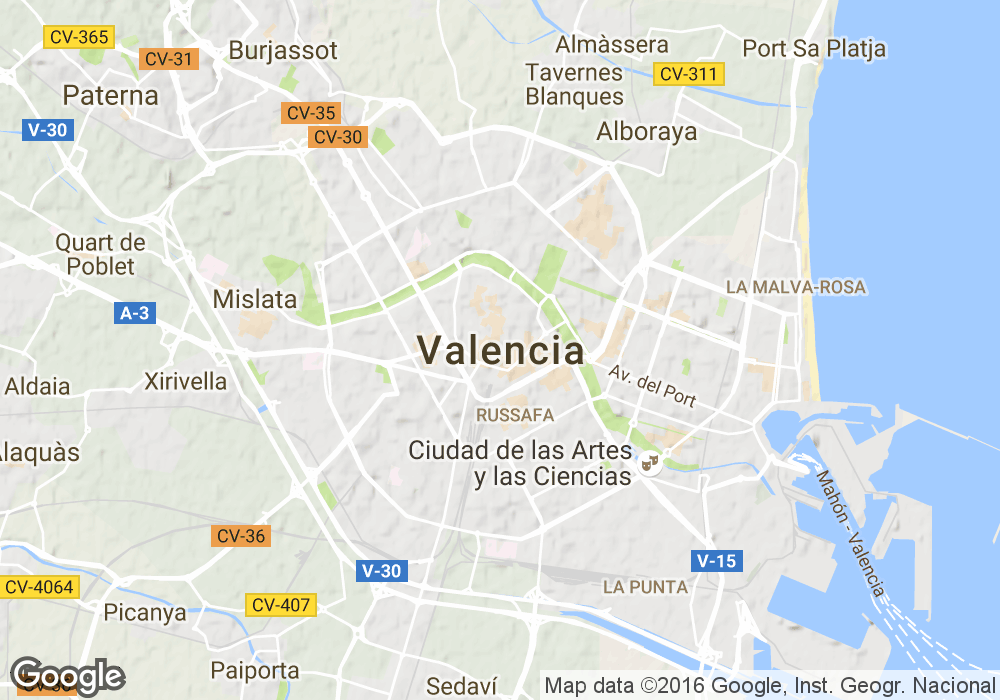 CV-365
CV-31
Burjassot
Almàssera
Port Sa Platja
Tavernes
Blanques
CV-311
Paterna
CV-35
V-30
CV-30
Alboraya
Quart de
Poblet
Mislata
LA MALVA-ROSA
A-3
Valencia
Aldaia
Xirivella
Av. del Port
RUSSAFA
Ciudad de las Artes
y las Ciencias
laquàs
Mahón - Valencia
CV-36
V-30
V-15
CV-4064
LA PUNTA
Picanya
CV-407
Paiporta
Sedaví
Google
Map data ©2016 Google, Inst. Geogr. Nacional